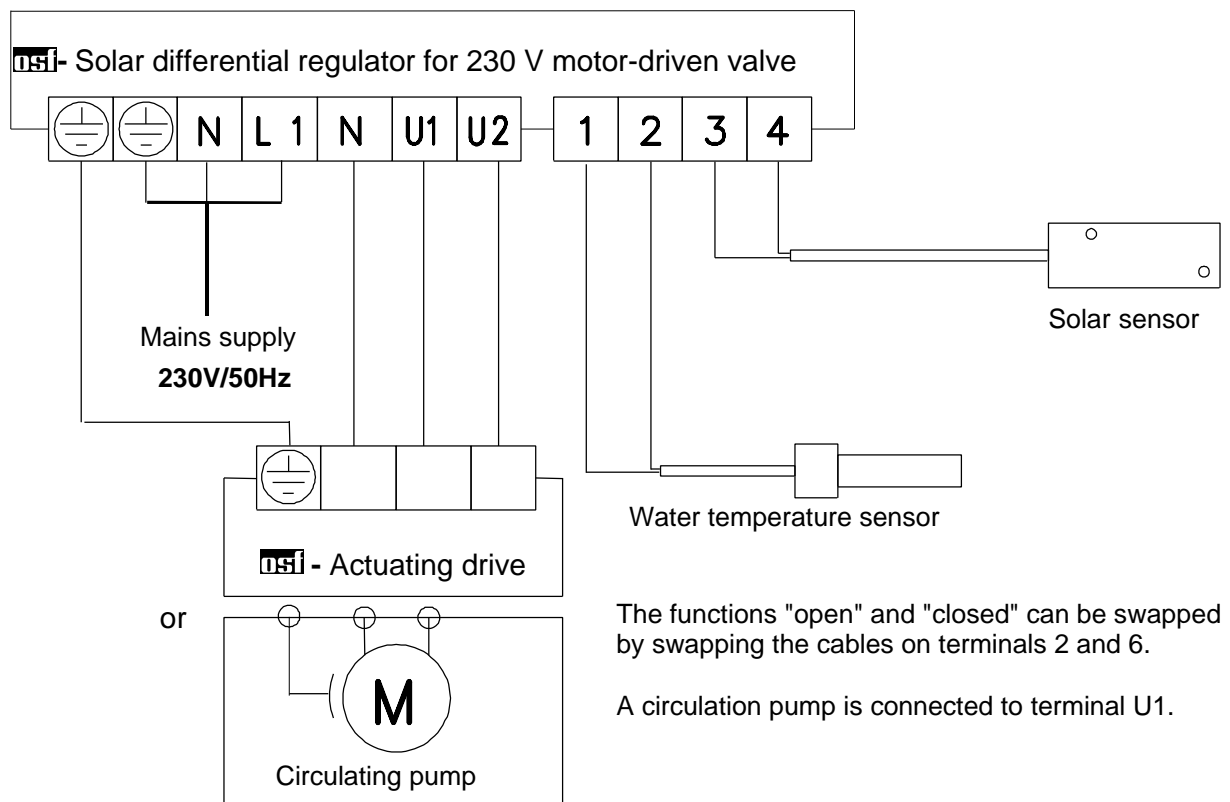 osf- Solar differential regulator for 230 V motor-driven valve
N L 1 N U1 U2 1 2 3 4
Solar sensor
Mains supply
230V/50Hz
Water temperature sensor
osf - Actuating drive
or
The functions "open" and "closed" can be swapped
by swapping the cables on terminals 2 and 6.
M
A circulation pump is connected to terminal U1.
Circulating pump